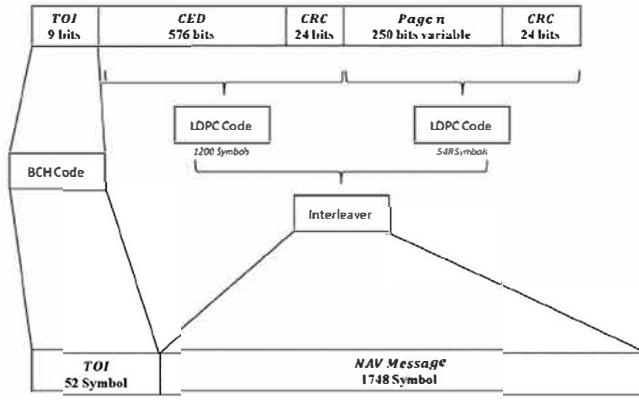 TOI
9 bits
CED
576 bits
CRC
24 bits
Page n
250 bits variable
CRC
24 bits
LDPC Code
1200 Symbols
LDPC Code
548 Symbols
BCH Code
Interleaver
TOI
52 Symbol
NAV Message
1748 Symbol